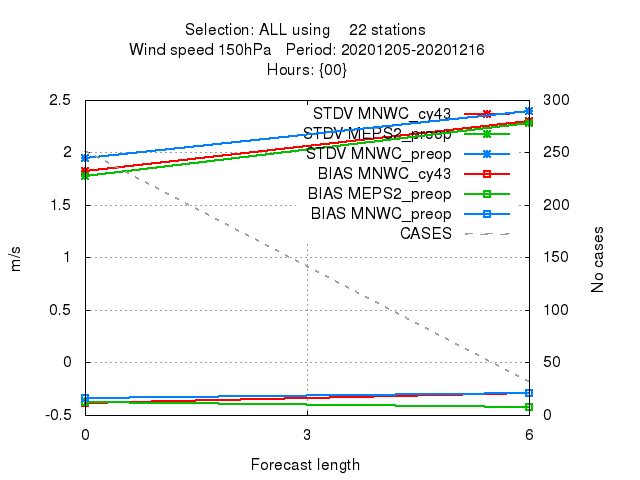 Selection: ALL using 22 stations
Wind speed 150hPa Period: 20201205-20201216
Hours: {00}
2.5 300
STDV MNWC_cy43
STDV MEPS2_preop
2 250
STDV MNWC_preop
BIAS MNWC_cy43
BIAS MEPS2_preop
1.5 200
BIAS MNWC_preop
CASES
1 150
0.5 100
0 50
-0.5 0
0 3 6
m/s
No cases
Forecast length